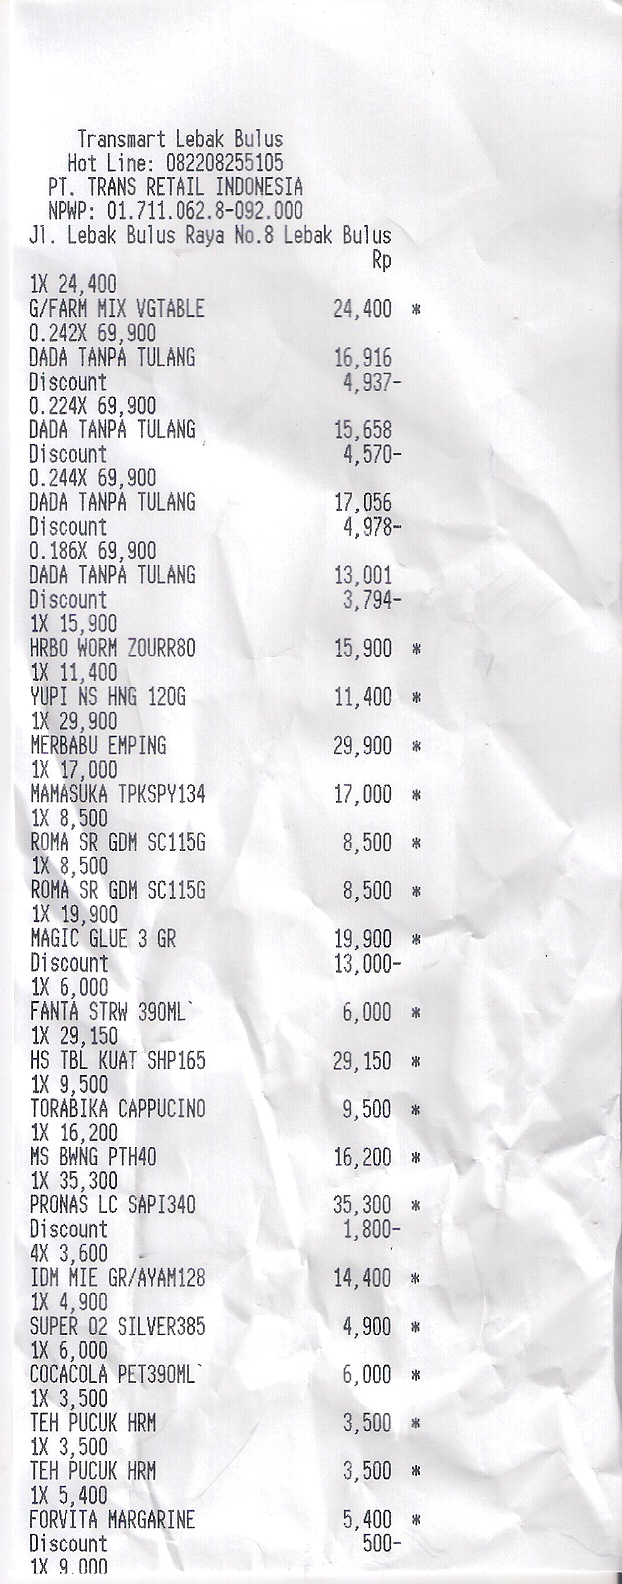 Transmart Lebak Bulus
Hot Line: 082208255105
PT. TRANS RETAIL INDONESIA
NPWP: 01.711.062.8-092.000
Jl. Lebak Bulus Raya No.8 Lebak Bulus
Rp
1X 24,400
G/FARM MIX VGTABLE 24,400 *
0.242X 69,900
DADA TANPA TULANG 16,916
Discount 4,937-
0.224X 69,900
DADA TANPA TULANG 15,658
Discount 4,570-
0.244X 69,900
DADA TANPA TULANG 17,056
Discount 4,978-
0.186X 69,900
DADA TANPA TULANG 13,001
Discount 3,794-
1X 15,900
HRBO WORM ZOURR80 15,900 *
1X 11,400
YUPI NS HNG 120G 11,400 *
1X 29,900
MERBABU EMPING 29,900 *
1X 17,000
MAMASUKA TPKSPY134 17,000 *
1X 8,500
ROMA SR GDM SC115G 8,500 *
1X 8,500
ROMA SR GDM SC115G 8,500 *
1X 19,900
MAGIC GLUE 3 GR 19,900 *
Discount 13,000-
1X 6,000
FANTA STRW 390ML` 6,000 *
1X 29,150
HS TBL KUAT SHP165 29,150 *
1X 9,500
TORABIKA CAPPUCINO 9,500 *
1X 16,200
MS BWNG PTH40 16,200 *
1X 35,300
PRONAS LC SAPI340 35,300 *
Discount 1,800-
4X 3,600
IDM MIE GR/AYAM128 14,400 *
1X 4,900
SUPER O2 SILVER385 4,900 *
1X 6,000
COCACOLA PET390ML` 6,000 *
1X 3,500
TEH PUCUK HRM 3,500 *
1X 3,500
TEH PUCUK HRM 3,500 *
1X 5,400
FORVITA MARGARINE 5,400 *
Discount 500-
1X 9,000